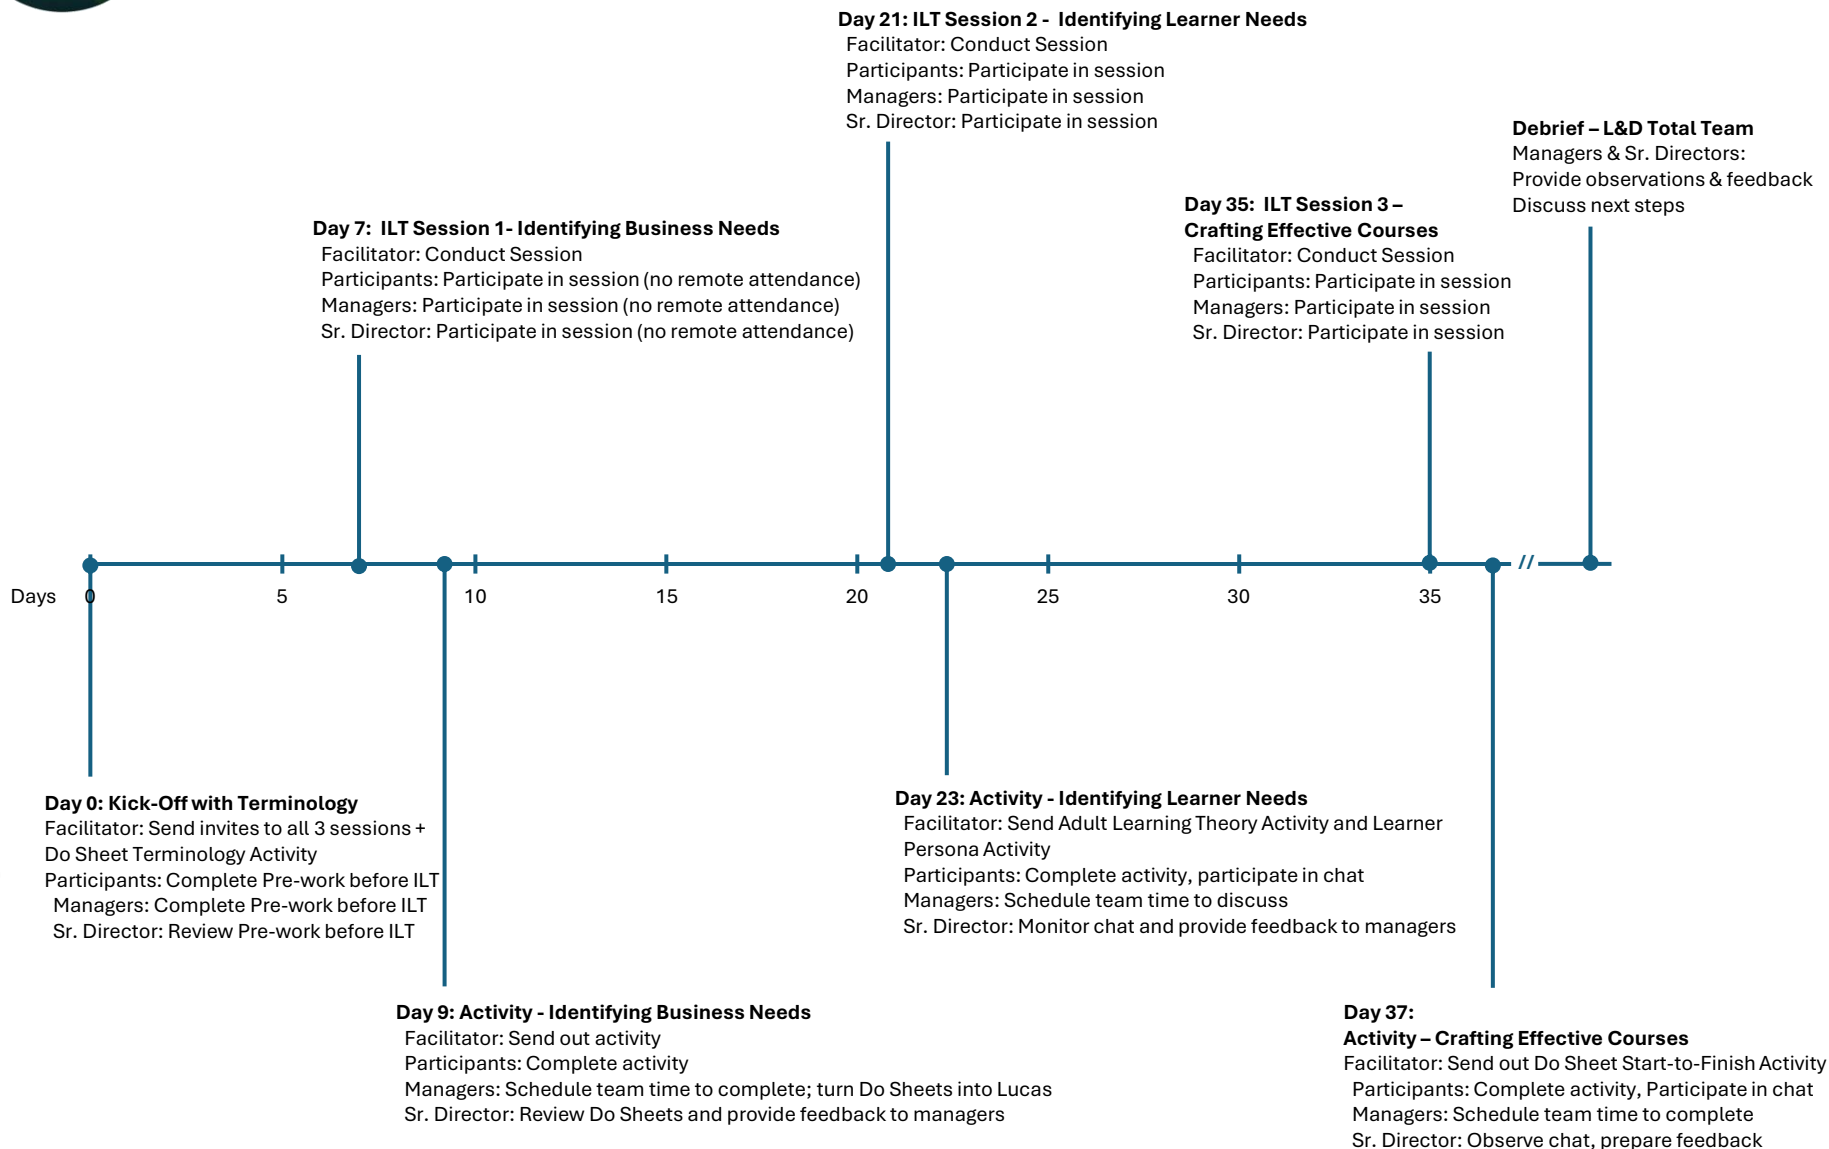 Day 21: ILT Session 2 - Identifying Learner Needs
Facilitator: Conduct Session
Participants: Participate in session
Managers: Participate in session
Sr. Director: Participate in session
Debrief – L&D Total Team
Managers & Sr. Directors:
Provide observations & feedback
Discuss next steps
Day 35: ILT Session 3 –
Crafting Effective Courses
Facilitator: Conduct Session
Participants: Participate in session
Managers: Participate in session
Sr. Director: Participate in session
Day 7: ILT Session 1- Identifying Business Needs
Facilitator: Conduct Session
Participants: Participate in session (no remote attendance)
Managers: Participate in session (no remote attendance)
Sr. Director: Participate in session (no remote attendance)
//
Days 0 5 10 15 20 25 30 35
Day 0: Kick-Off with Terminology
Facilitator: Send invites to all 3 sessions +
Do Sheet Terminology Activity
Participants: Complete Pre-work before ILT
Managers: Complete Pre-work before ILT
Sr. Director: Review Pre-work before ILT
Day 23: Activity - Identifying Learner Needs
Facilitator: Send Adult Learning Theory Activity and Learner
Persona Activity
Participants: Complete activity, participate in chat
Managers: Schedule team time to discuss
Sr. Director: Monitor chat and provide feedback to managers
Day 9: Activity - Identifying Business Needs
Facilitator: Send out activity
Participants: Complete activity
Managers: Schedule team time to complete; turn Do Sheets into Lucas
Sr. Director: Review Do Sheets and provide feedback to managers
Day 37:
Activity – Crafting Effective Courses
Facilitator: Send out Do Sheet Start-to-Finish Activity
Participants: Complete activity, Participate in chat
Managers: Schedule team time to complete
Sr. Director: Observe chat, prepare feedback